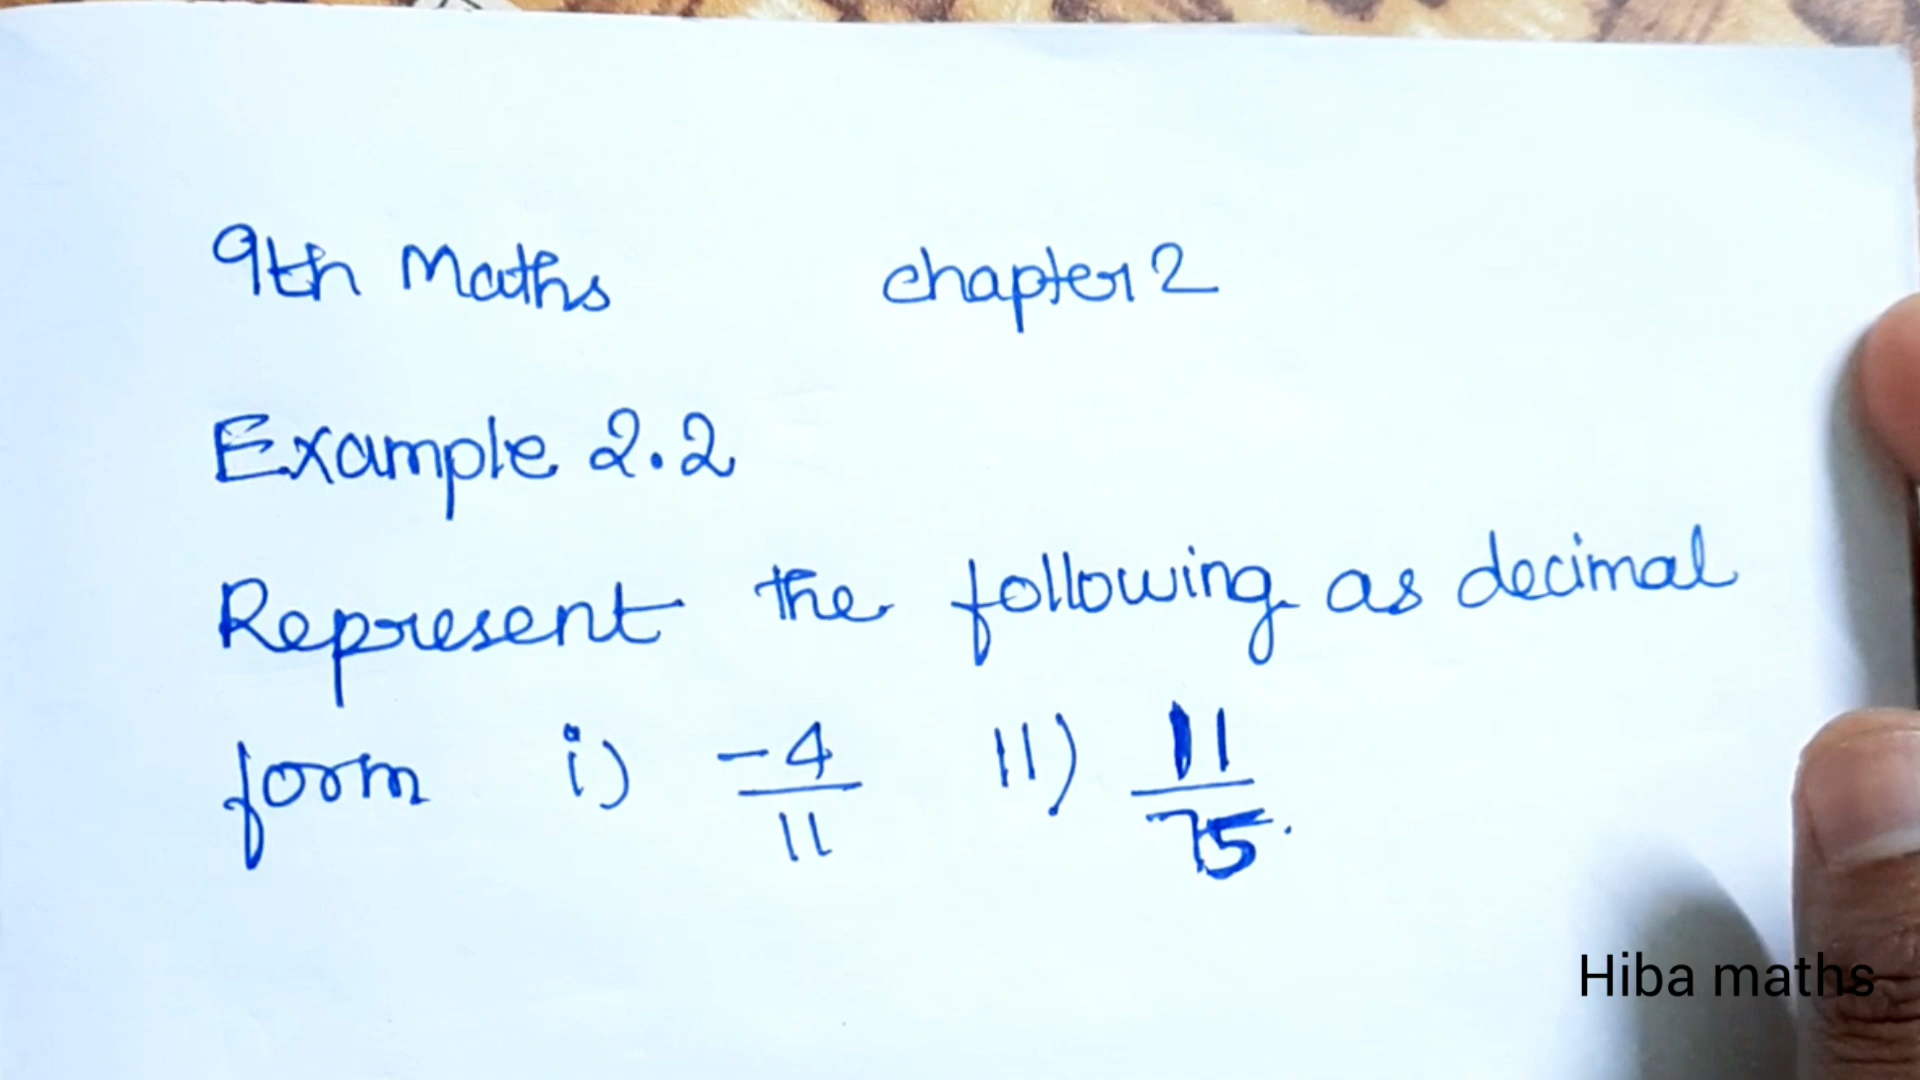 9th Maths chapter 2
Example 2.2
Represent the following as decimal
form i) -4/11 11) 11/75.
Hiba maths